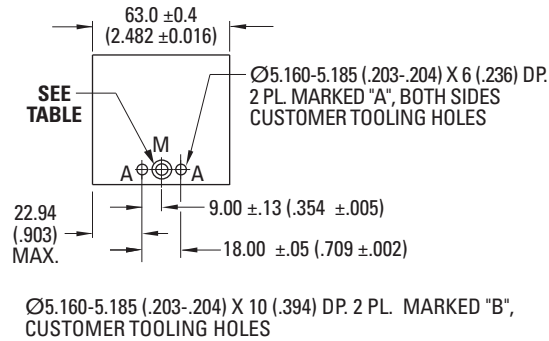 63.0 ±0.4
(2.482 ±0.016)
Ø5.160-5.185 (.203-.204) X 6 (.236) DP.
2 PL. MARKED "A", BOTH SIDES
CUSTOMER TOOLING HOLES
SEE
TABLE
M
A
A
9.00 ±.13 (.354 ±.005)
22.94
(.903)
MAX.
18.00 ±.05 (.709 ±.002)
Ø5.160-5.185 (.203-.204) X 10 (.394) DP. 2 PL. MARKED "B",
CUSTOMER TOOLING HOLES